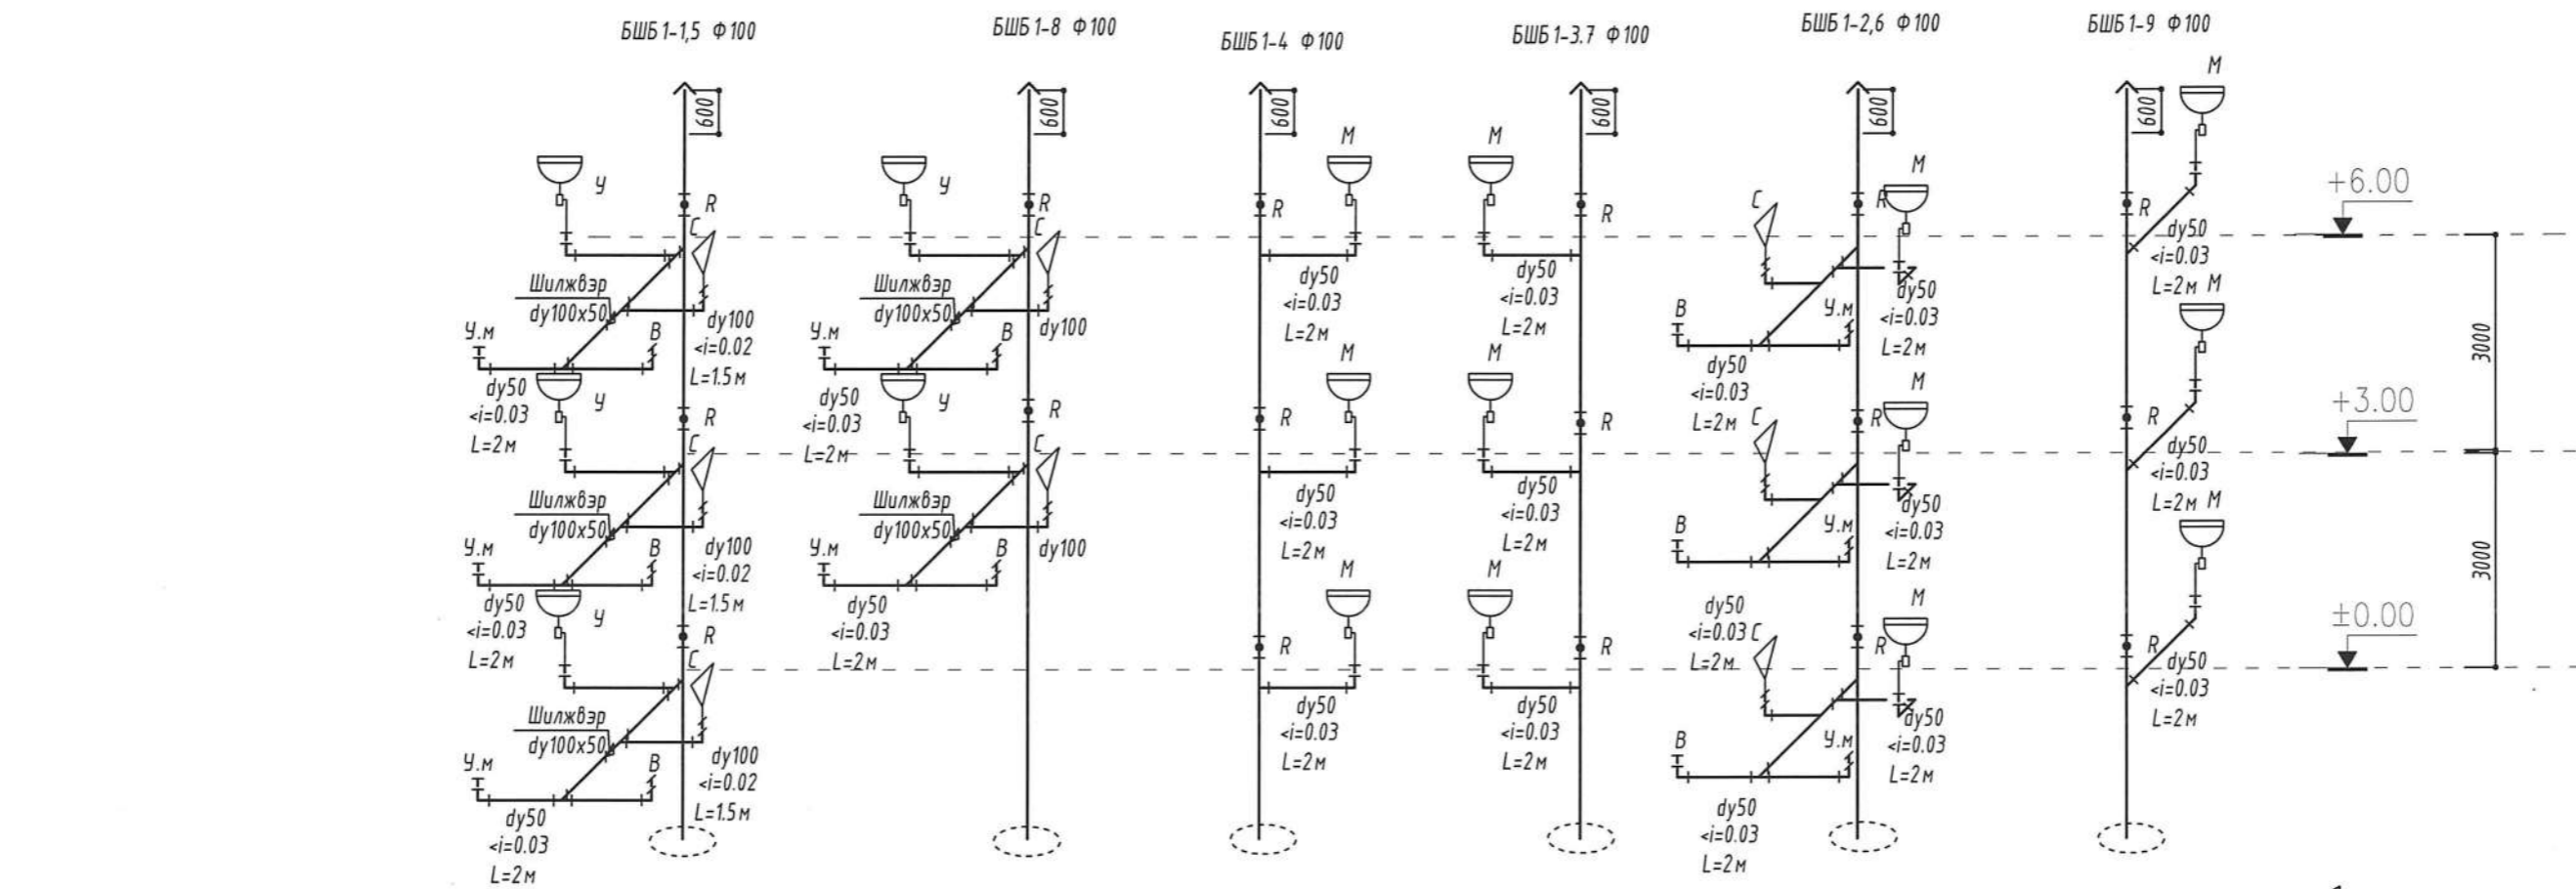 БШБ 1-1,5 Ф100
БШБ 1-8 Ф100
БШБ 1-4 Ф100
БШБ 1-3.7 Ф100
БШБ 1-2,6 Ф100
БШБ 1-9 Ф100
600
У
R
С
Шилжвэр
dy100x50
У.м
В
dy100
<i=0.02
L=1.5м
dy50
<i=0.03
L=2м
У
R
С
Шилжвэр
dy100x50
У.м
В
dy100
<i=0.02
L=1.5м
dy50
<i=0.03
L=2м
У
R
С
Шилжвэр
dy100x50
У.м
В
dy100
<i=0.02
L=1.5м
dy50
<i=0.03
L=2м
600
У
R
С
Шилжвэр
dy100x50
У.м
В
dy100
dy50
<i=0.03
L=2м
У
R
С
Шилжвэр
dy100x50
У.м
В
dy100
dy50
<i=0.03
L=2м
600
М
R
dy50
<i=0.03
L=2м
М
R
dy50
<i=0.03
L=2м
М
R
dy50
<i=0.03
L=2м
600
М
R
dy50
<i=0.03
L=2м
М
R
dy50
<i=0.03
L=2м
М
R
dy50
<i=0.03
L=2м
600
М
С
R
В
У.м
dy50
<i=0.03
L=2м
dy50
<i=0.03
L=2м
М
С
R
В
У.м
dy50
<i=0.03
L=2м
dy50
<i=0.03
L=2м
М
С
R
В
У.м
dy50
<i=0.03
L=2м
dy50
<i=0.03
L=2м
600
М
R
dy50
<i=0.03
L=2м
М
R
dy50
<i=0.03
L=2м
М
R
dy50
<i=0.03
L=2м
+6.00
3000
+3.00
3000
±0.00